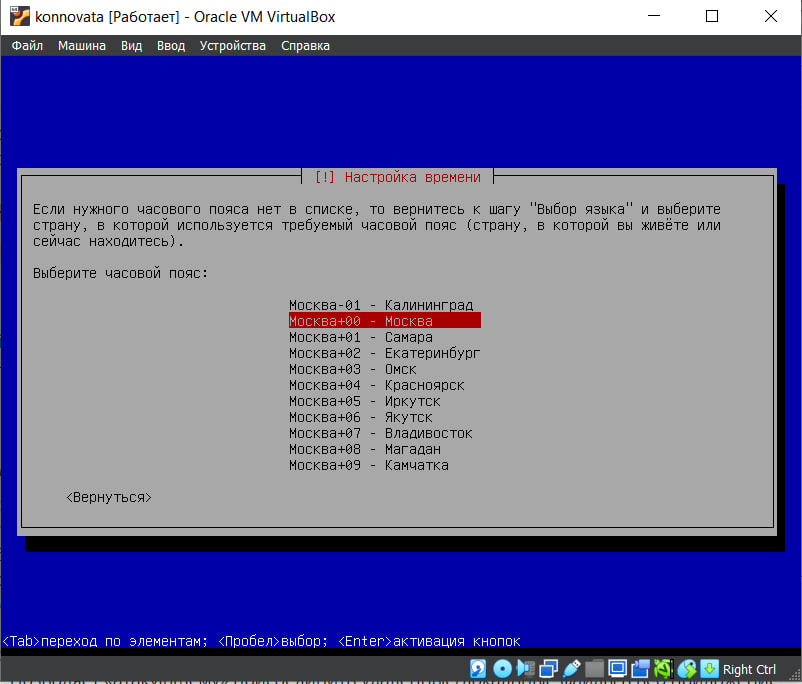 konnovata [Работает] - Oracle VM VirtualBox
Файл Машина Вид Ввод Устройства Справка
[!] Настройка времени
Если нужного часового пояса нет в списке, то вернитесь к шагу "Выбор языка" и выберите
страну, в которой используется требуемый часовой пояс (страну, в которой вы живёте или
сейчас находитесь).
Выберите часовой пояс:
Москва-01 - Калининград
Москва+00 - Москва
Москва+01 - Самара
Москва+02 - Екатеринбург
Москва+03 - Омск
Москва+04 - Красноярск
Москва+05 - Иркутск
Москва+06 - Якутск
Москва+07 - Владивосток
Москва+08 - Магадан
Москва+09 - Камчатка
<Вернуться>
<Tab>переход по элементам; <Пробел>выбор; <Enter>активация кнопок
Right Ctrl